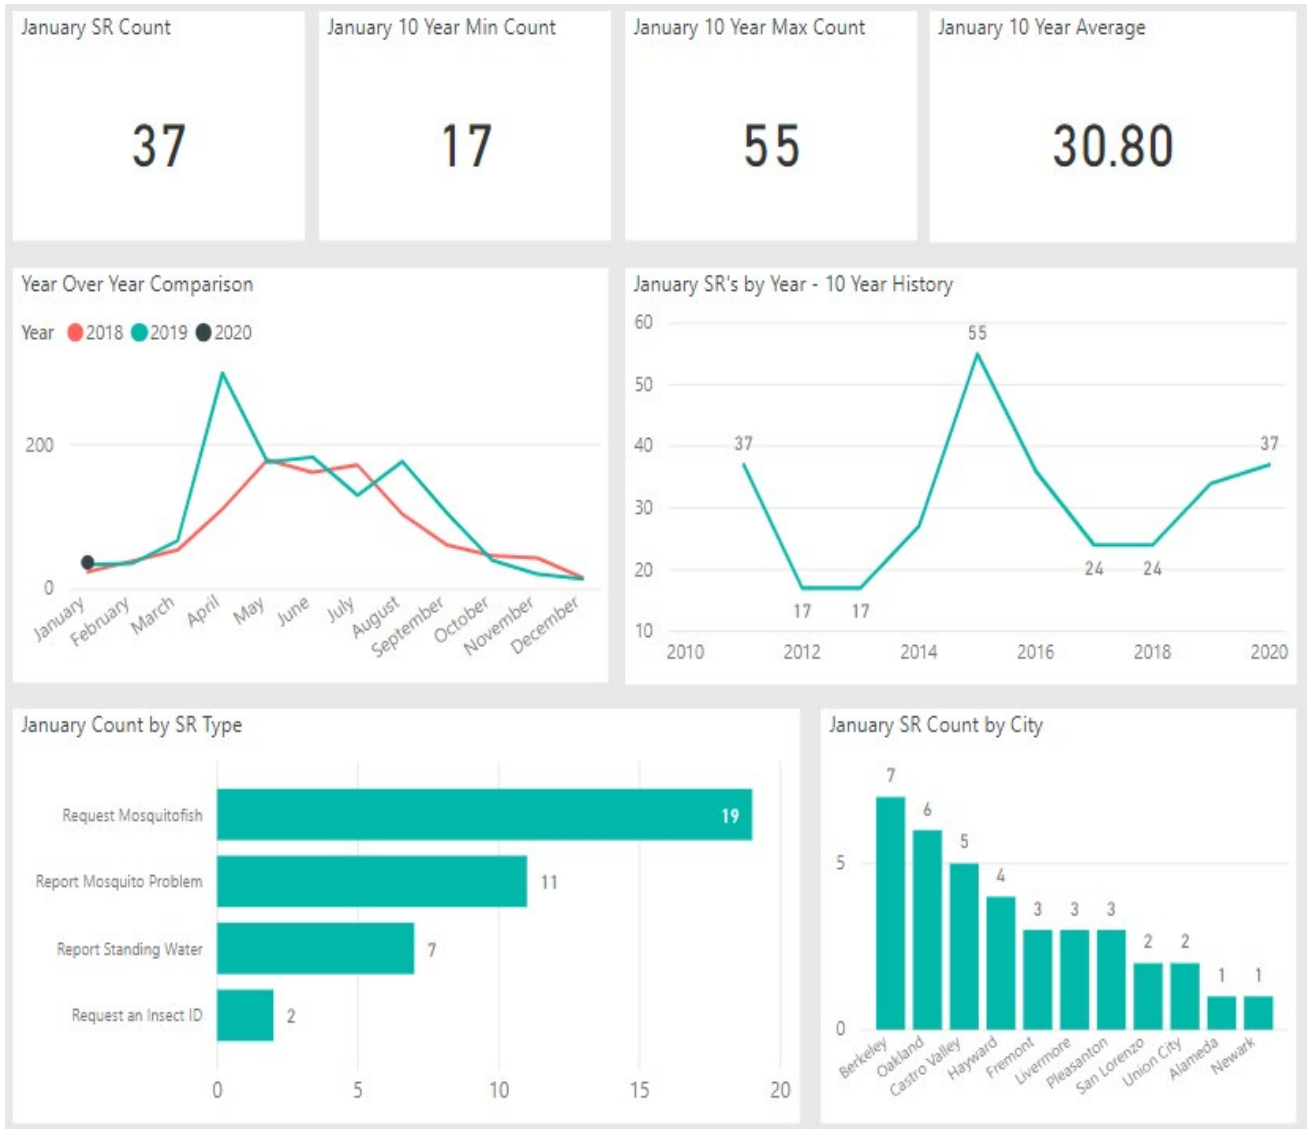 January SR Count
37
January 10 Year Min Count
17
January 10 Year Max Count
55
January 10 Year Average
30.80
Year Over Year Comparison
Year 2018 2019 2020
200
0
January February March April May June July August September October November December
January SR's by Year - 10 Year History
60
50
40
30
20
10
37
17
17
55
24
24
37
2010 2012 2014 2016 2018 2020
January Count by SR Type
Request Mosquitofish 19
Report Mosquito Problem 11
Report Standing Water 7
Request an Insect ID 2
0 5 10 15 20
January SR Count by City
5
0
7 6 5 4 3 3 3 2 2 1 1
Berkeley Oakland Castro Valley Hayward Fremont Livermore Pleasanton San Lorenzo Union City Alameda Newark